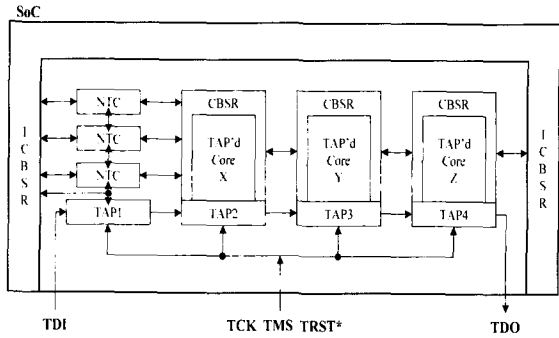 SoC
I
C
B
S
R
NTC
NTC
NTC
TAP1
CBSR
TAP'd
Core
X
TAP2
CBSR
TAP'd
Core
Y
TAP3
CBSR
TAP'd
Core
Z
TAP4
I
C
B
S
R
TDI
TCK TMS TRST*
TDO